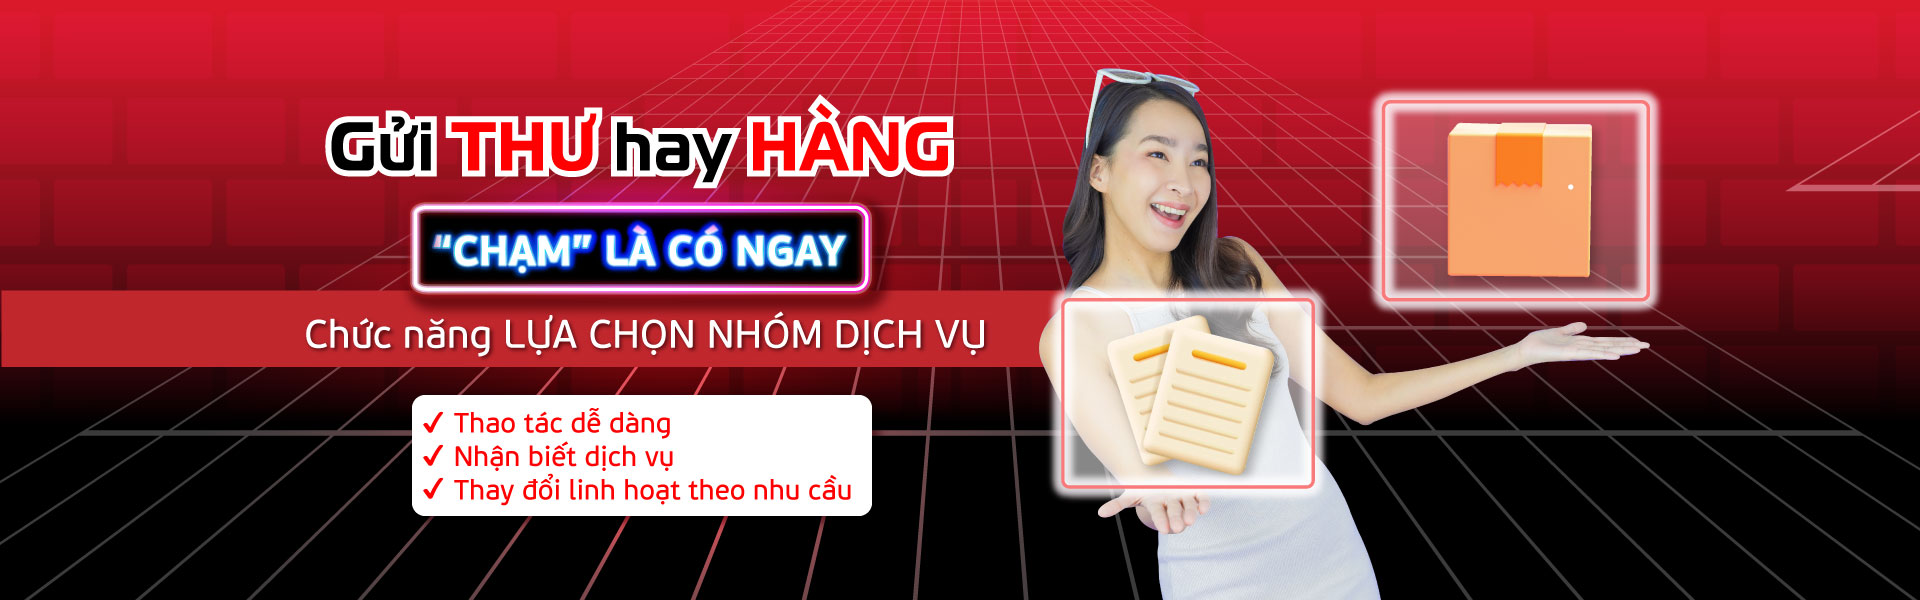 Gửi THƯ hay HÀNG
“CHẠM” LÀ CÓ NGAY
Chức năng LỰA CHỌN NHÓM DỊCH VỤ
✓ Thao tác dễ dàng
✓ Nhận biết dịch vụ
✓ Thay đổi linh hoạt theo nhu cầu